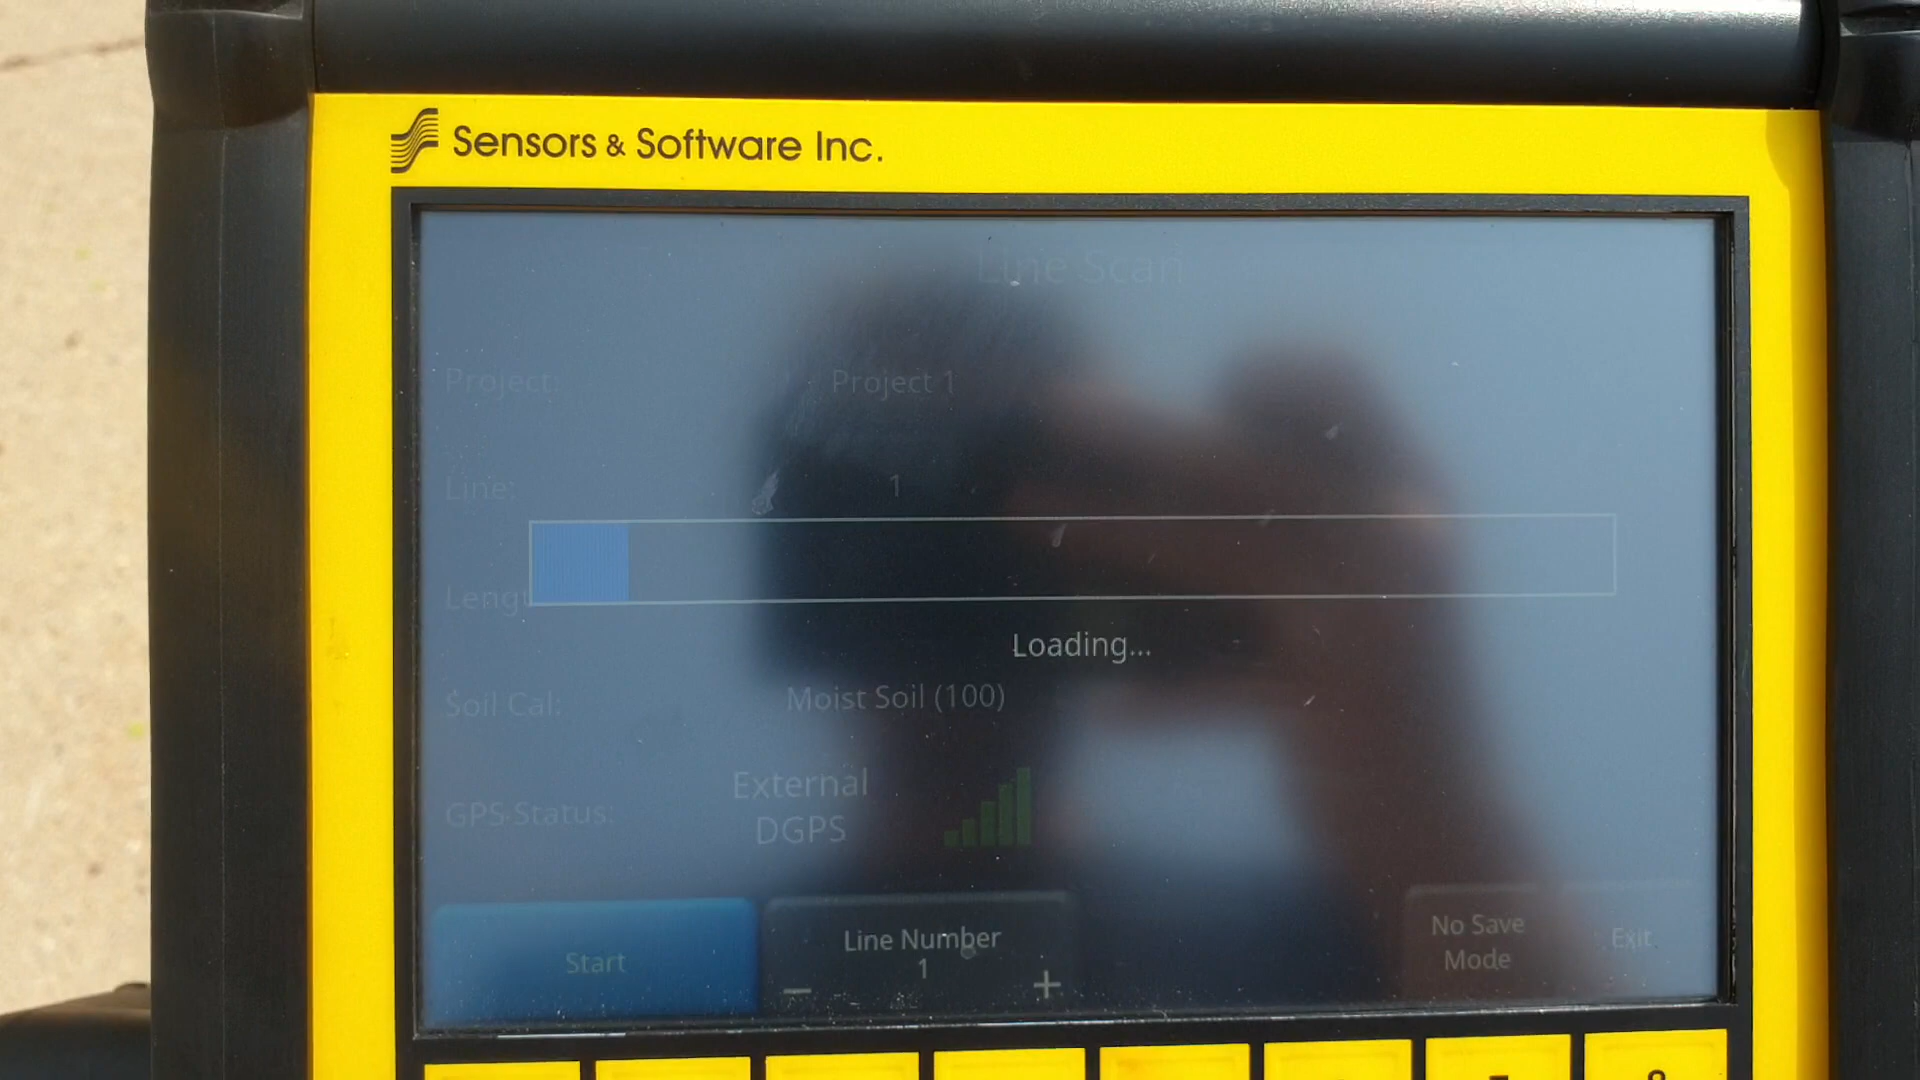 Sensors & Software Inc.
Line Scan
Project: Project 1
Line: 1
Lengt
Loading...
Soil Cal: Moist Soil (100)
GPS Status: External
DGPS
Start
Line Number
1
− +
No Save
Mode
Exit